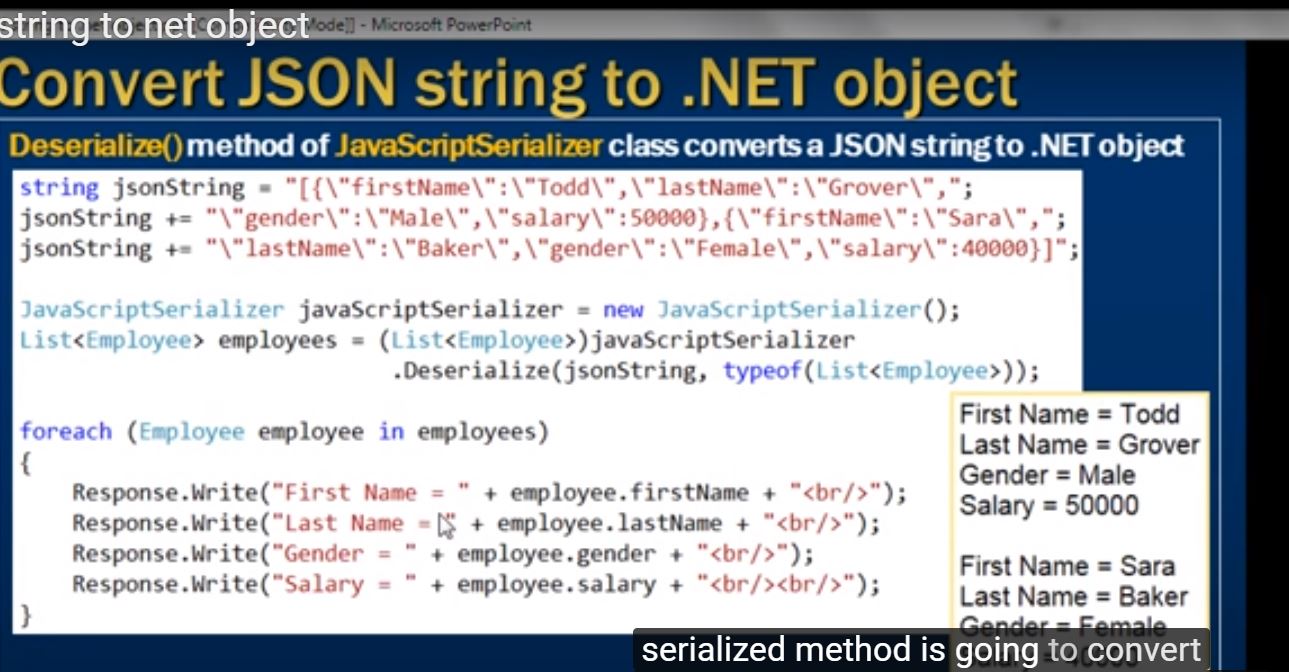 string to net object
Mode]] - Microsoft PowerPoint
Convert JSON string to .NET object
Deserialize() method of JavaScriptSerializer class converts a JSON string to .NET object
string jsonString = "[{\"firstName\":\"Todd\",\"lastName\":\"Grover\",";
jsonString += "\"gender\":\"Male\",\"salary\":50000},{\"firstName\":\"Sara\",";
jsonString += "\"lastName\":\"Baker\",\"gender\":\"Female\",\"salary\":40000}]";
JavaScriptSerializer javaScriptSerializer = new JavaScriptSerializer();
List<Employee> employees = (List<Employee>)javaScriptSerializer
.Deserialize(jsonString, typeof(List<Employee>));
foreach (Employee employee in employees)
{
Response.Write("First Name = " + employee.firstName + "<br/>");
Response.Write("Last Name = " + employee.lastName + "<br/>");
Response.Write("Gender = " + employee.gender + "<br/>");
Response.Write("Salary = " + employee.salary + "<br/><br/>");
}
First Name = Todd
Last Name = Grover
Gender = Male
Salary = 50000
First Name = Sara
Last Name = Baker
Gender = Female
serialized method is going to convert